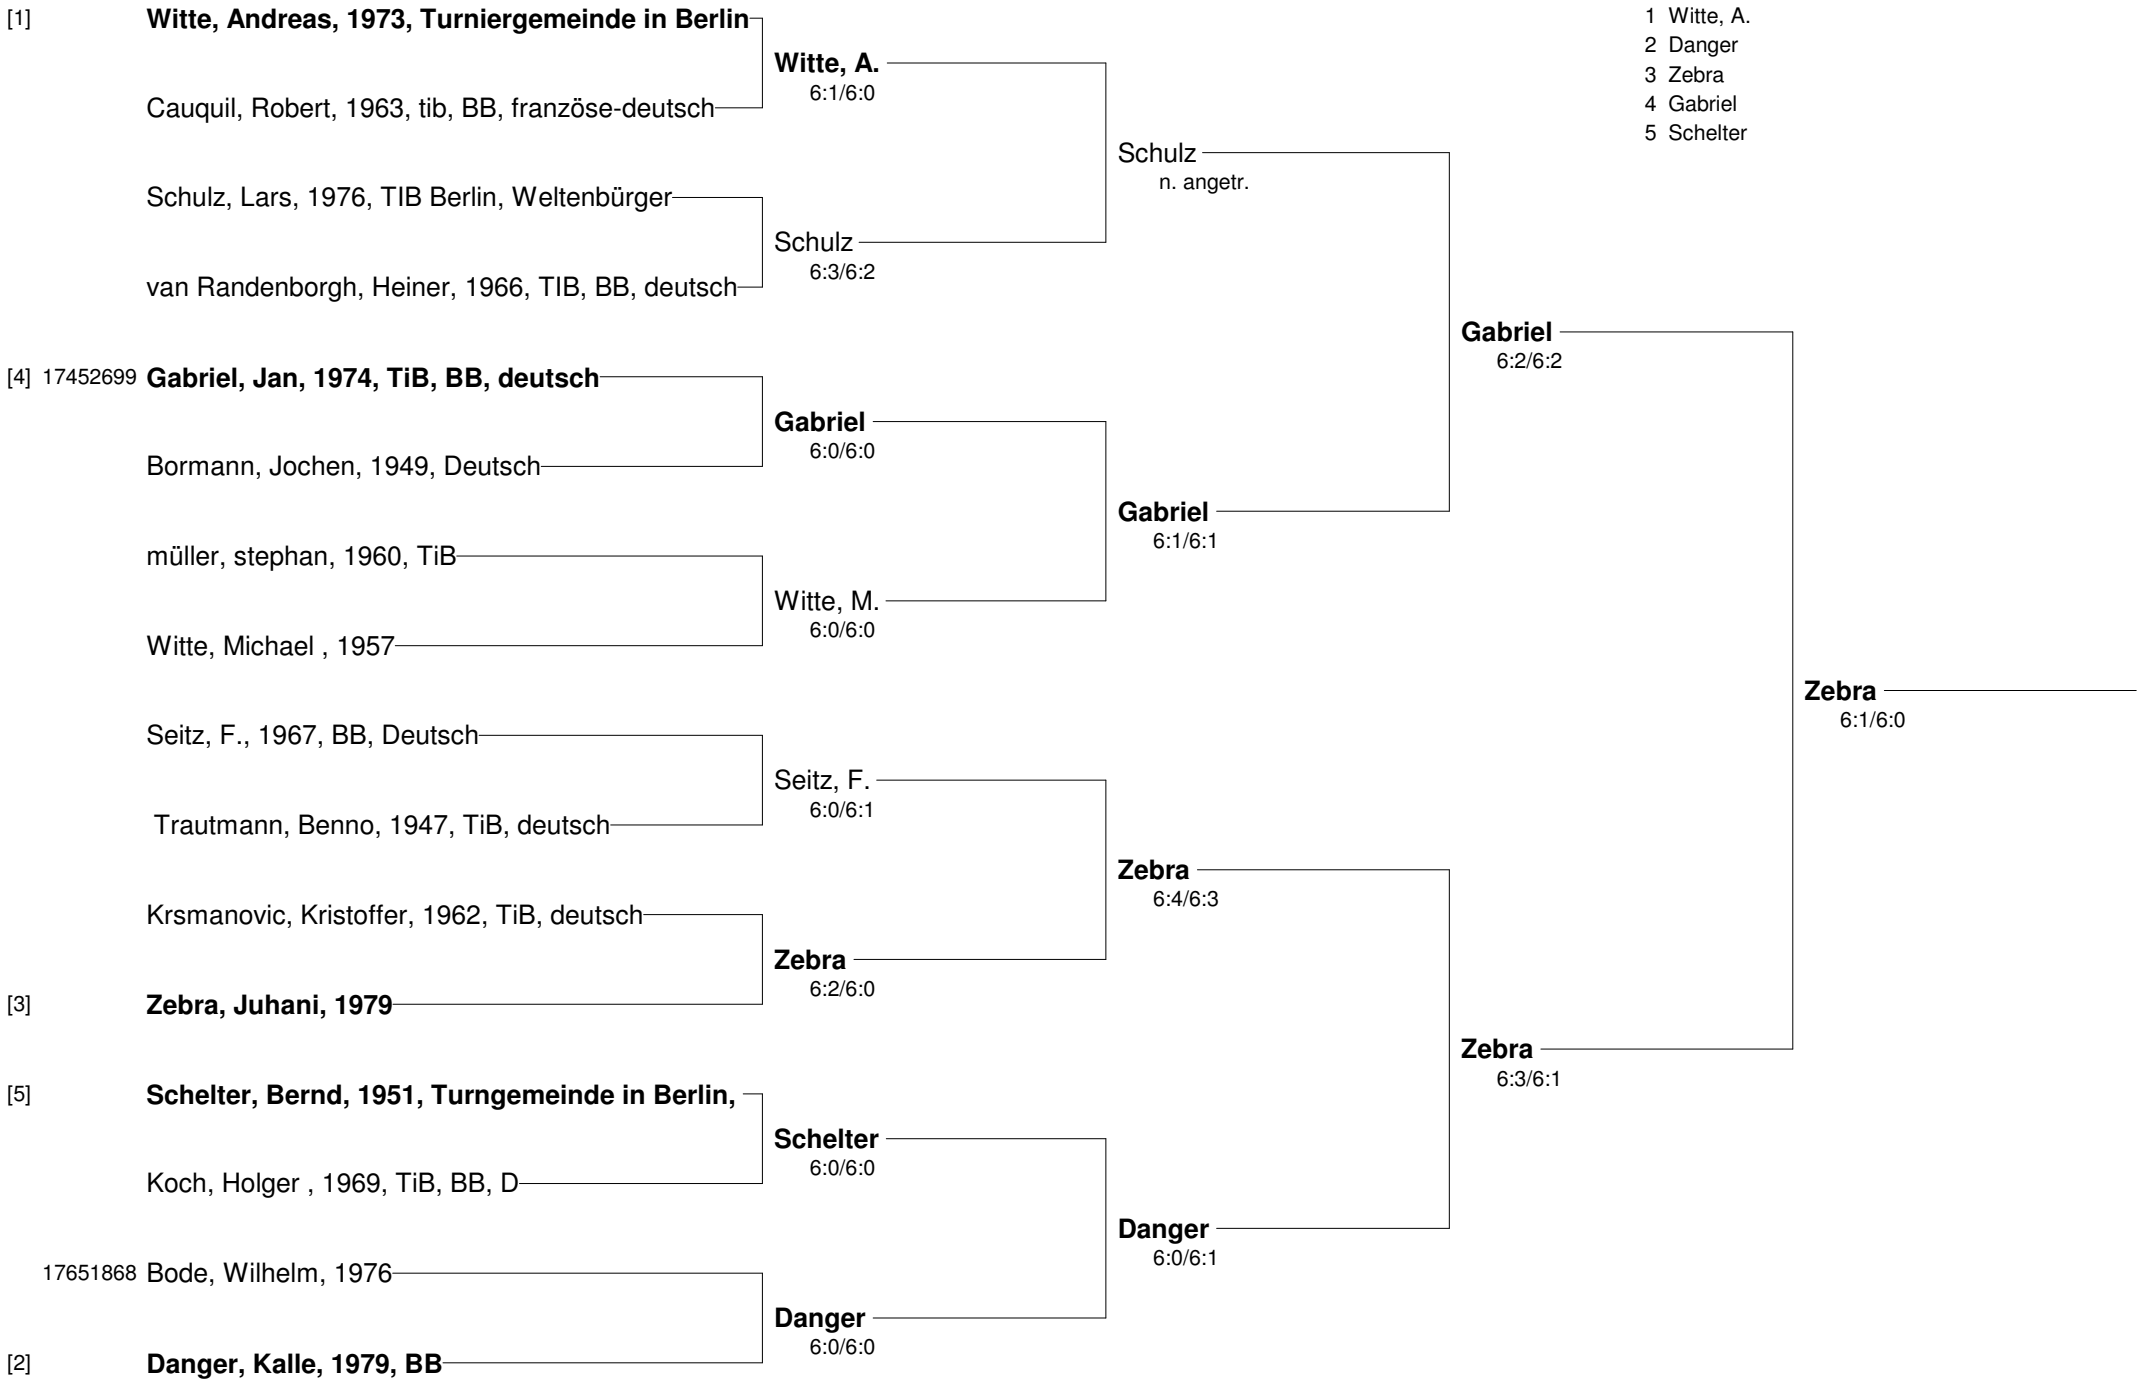 [1] Witte, Andreas, 1973, Turniergemeinde in Berlin
Cauquil, Robert, 1963, tib, BB, französe-deutsch
Schulz, Lars, 1976, TIB Berlin, Weltenbürger
van Randenborgh, Heiner, 1966, TIB, BB, deutsch
[4] 17452699 Gabriel, Jan, 1974, TiB, BB, deutsch
Bormann, Jochen, 1949, Deutsch
müller, stephan, 1960, TiB
Witte, Michael , 1957
Seitz, F., 1967, BB, Deutsch
Trautmann, Benno, 1947, TiB, deutsch
Krsmanovic, Kristoffer, 1962, TiB, deutsch
[3] Zebra, Juhani, 1979
[5] Schelter, Bernd, 1951, Turngemeinde in Berlin,
Koch, Holger , 1969, TiB, BB, D
17651868 Bode, Wilhelm, 1976
[2] Danger, Kalle, 1979, BB
Witte, A.
6:1/6:0
Schulz
6:3/6:2
Gabriel
6:0/6:0
Witte, M.
6:0/6:0
Seitz, F.
6:0/6:1
Zebra
6:2/6:0
Schelter
6:0/6:0
Danger
6:0/6:0
Schulz
n. angetr.
Gabriel
6:1/6:1
Zebra
6:4/6:3
Danger
6:0/6:1
Gabriel
6:2/6:2
Zebra
6:3/6:1
Zebra
6:1/6:0
1 Witte, A.
2 Danger
3 Zebra
4 Gabriel
5 Schelter